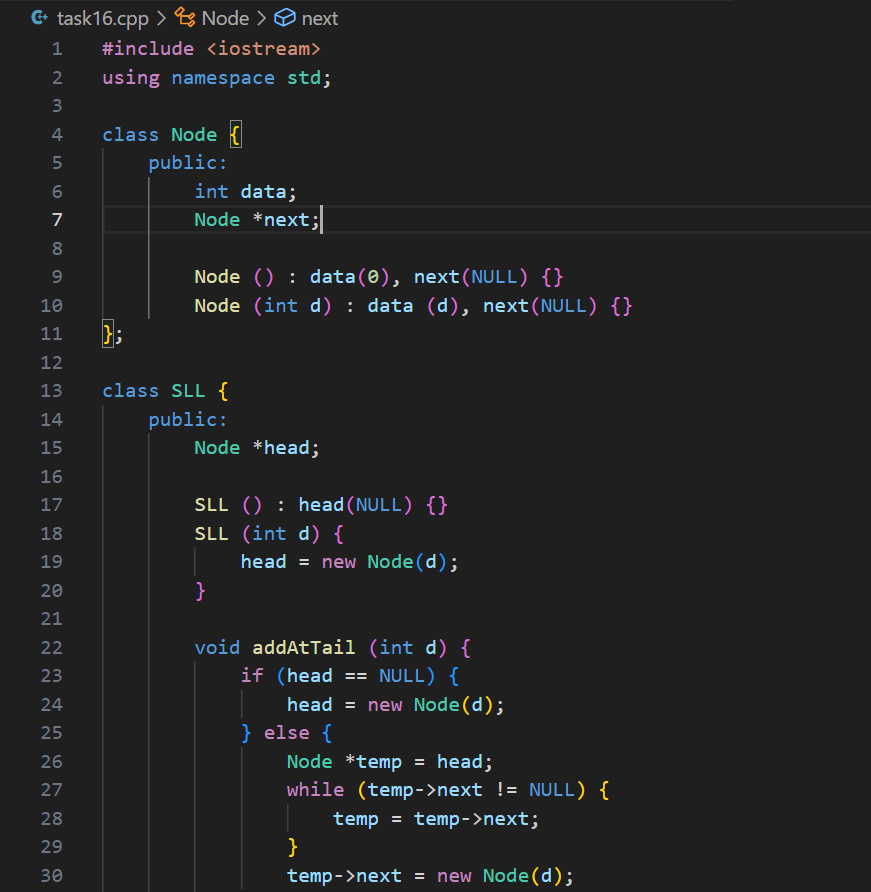 task16.cpp > Node > next
1 #include <iostream>
2 using namespace std;
3
4 class Node {
5     public:
6         int data;
7         Node *next;
8
9         Node () : data(0), next(NULL) {}
10         Node (int d) : data (d), next(NULL) {}
11 };
12
13 class SLL {
14     public:
15         Node *head;
16
17         SLL () : head(NULL) {}
18         SLL (int d) {
19             head = new Node(d);
20         }
21
22         void addAtTail (int d) {
23             if (head == NULL) {
24                 head = new Node(d);
25             } else {
26                 Node *temp = head;
27                 while (temp->next != NULL) {
28                     temp = temp->next;
29                 }
30                 temp->next = new Node(d);